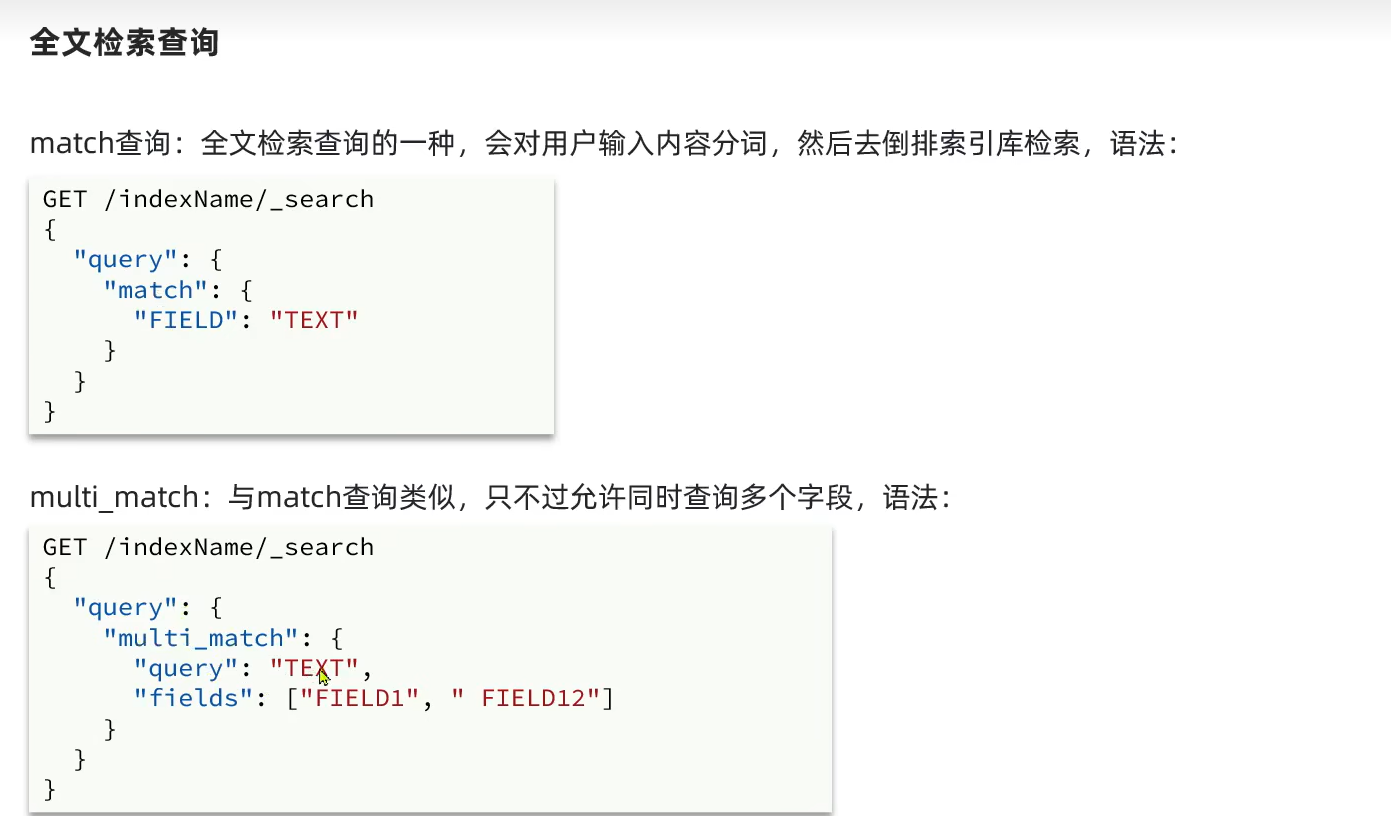 全文检索查询
match查询：全文检索查询的一种，会对用户输入内容分词，然后去倒排索引库检索，语法：
GET /indexName/_search
{
  "query": {
    "match": {
      "FIELD": "TEXT"
    }
  }
}
multi_match：与match查询类似，只不过允许同时查询多个字段，语法：
GET /indexName/_search
{
  "query": {
    "multi_match": {
      "query": "TEXT",
      "fields": ["FIELD1", " FIELD12"]
    }
  }
}